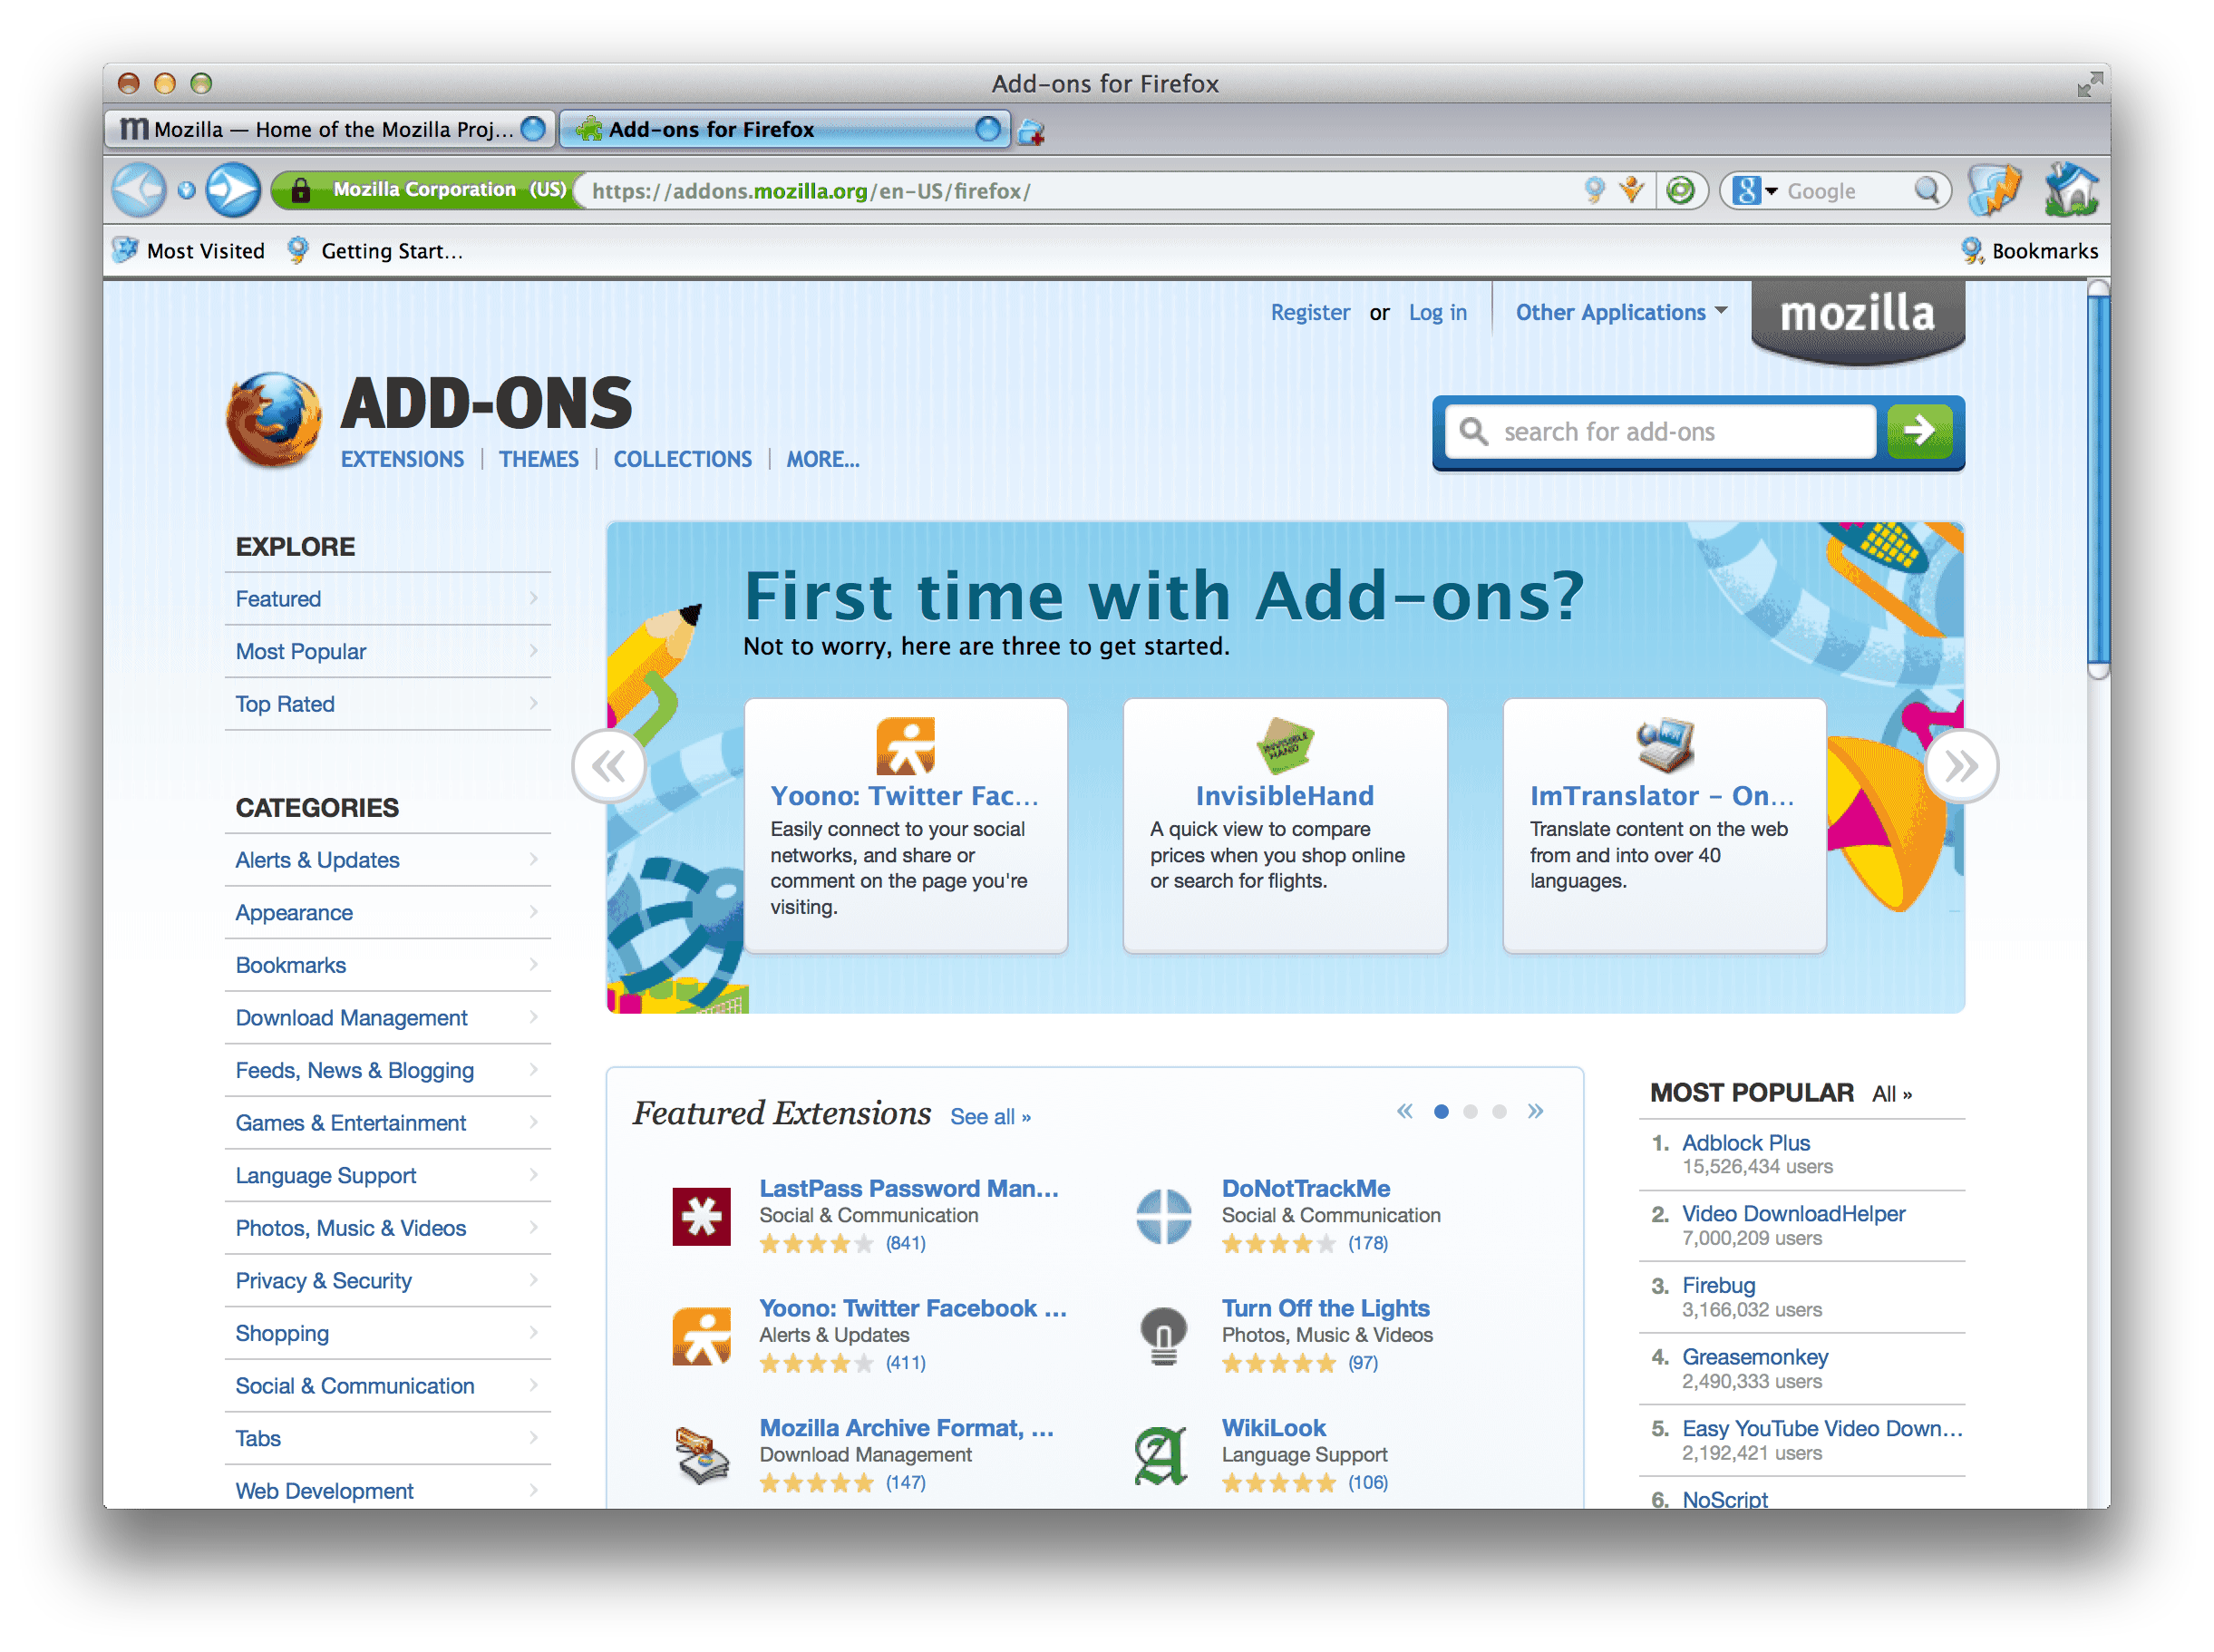 Add-ons for Firefox
m Mozilla — Home of the Mozilla Proj...
Add-ons for Firefox
Mozilla Corporation (US)
https://addons.mozilla.org/en-US/firefox/
8
Google
Most Visited
Getting Start...
Bookmarks
Register or Log in
Other Applications
mozilla
ADD-ONS
EXTENSIONS | THEMES | COLLECTIONS | MORE...
search for add-ons
EXPLORE
Featured
Most Popular
Top Rated
CATEGORIES
Alerts & Updates
Appearance
Bookmarks
Download Management
Feeds, News & Blogging
Games & Entertainment
Language Support
Photos, Music & Videos
Privacy & Security
Shopping
Social & Communication
Tabs
Web Development
First time with Add-ons?
Not to worry, here are three to get started.
Yoono: Twitter Fac...
Easily connect to your social
networks, and share or
comment on the page you're
visiting.
INVISIBLE
HAND
InvisibleHand
A quick view to compare
prices when you shop online
or search for flights.
ImTranslator - On...
Translate content on the web
from and into over 40
languages.
Featured Extensions See all »
LastPass Password Man...
Social & Communication
(841)
DoNotTrackMe
Social & Communication
(178)
Yoono: Twitter Facebook ...
Alerts & Updates
(411)
Turn Off the Lights
Photos, Music & Videos
(97)
Mozilla Archive Format, ...
Download Management
(147)
A
WikiLook
Language Support
(106)
MOST POPULAR All »
1. Adblock Plus
15,526,434 users
2. Video DownloadHelper
7,000,209 users
3. Firebug
3,166,032 users
4. Greasemonkey
2,490,333 users
5. Easy YouTube Video Down...
2,192,421 users
6. NoScript